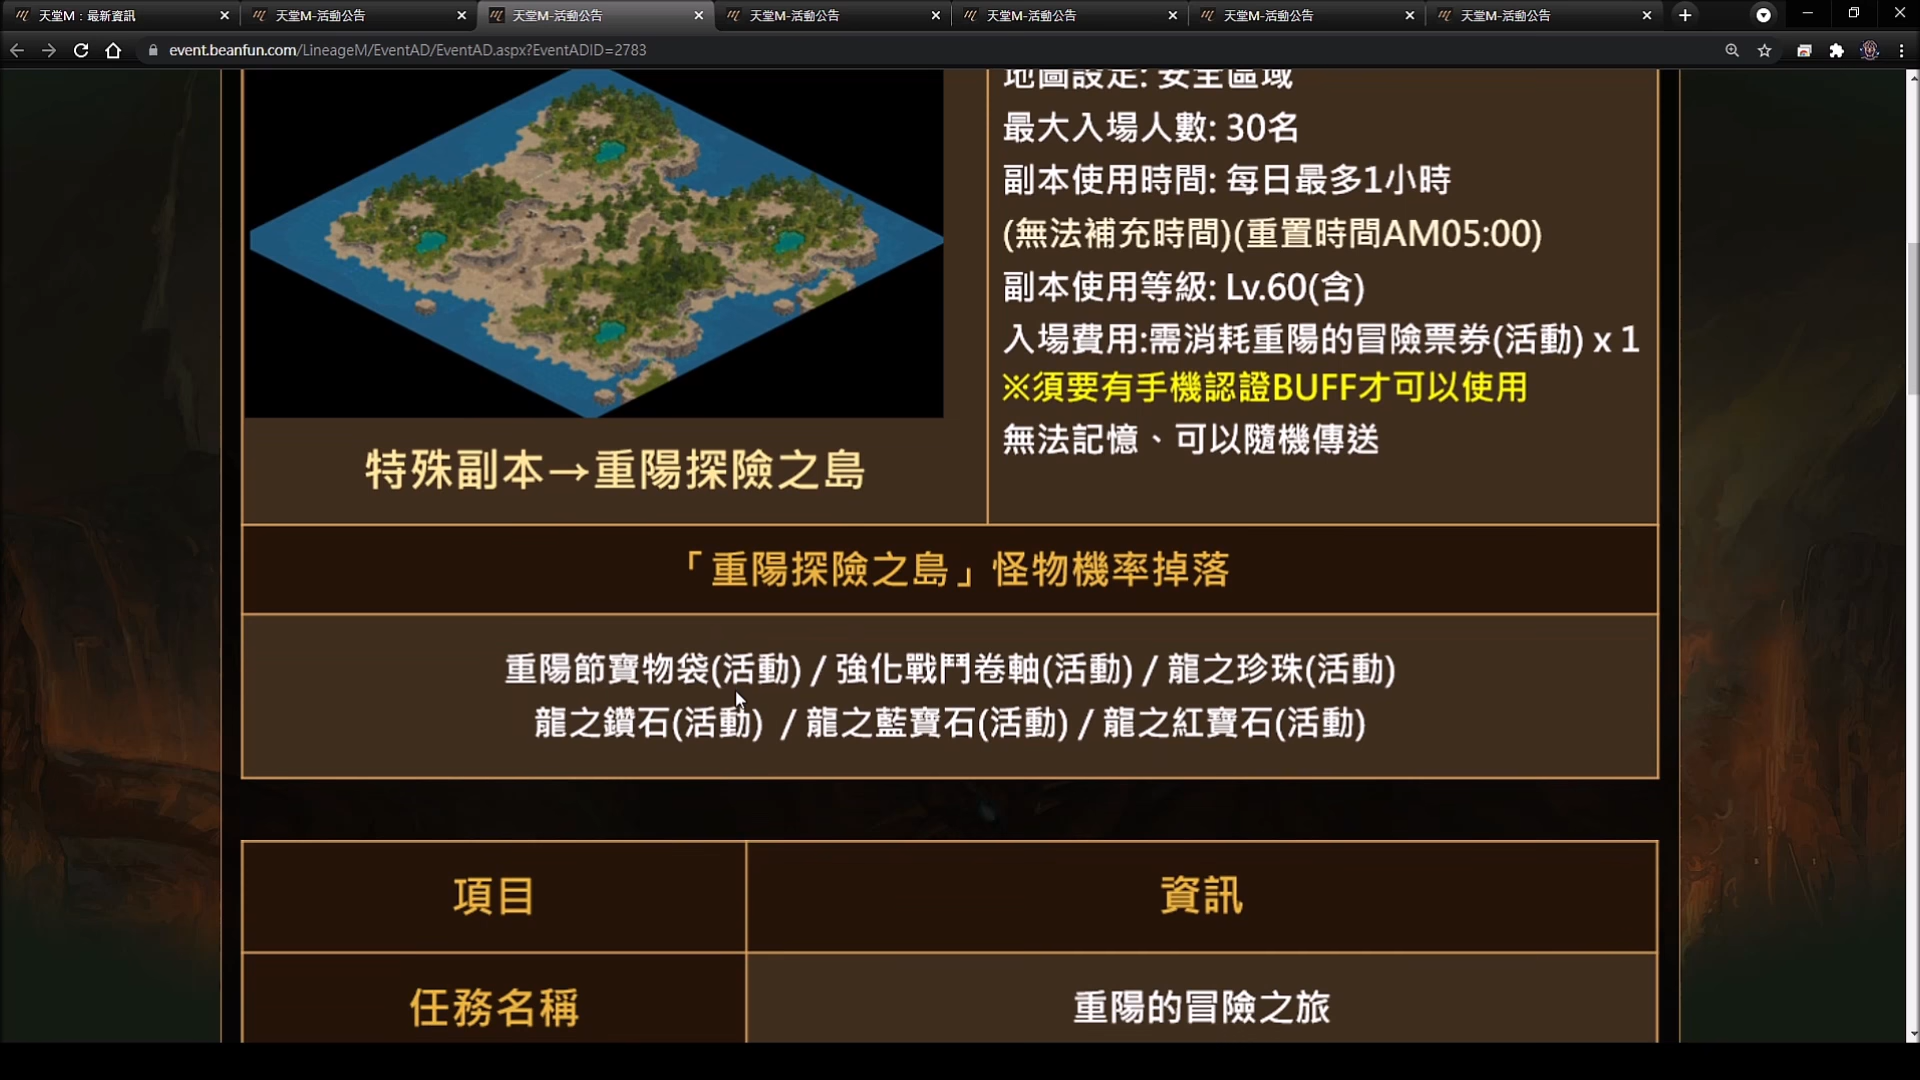 天堂M：最新資訊
天堂M-活動公告
天堂M-活動公告
天堂M-活動公告
天堂M-活動公告
天堂M-活動公告
天堂M-活動公告
event.beanfun.com/LineageM/EventAD/EventAD.aspx?EventADID=2783
地圖設定: 安全區域
最大入場人數: 30名
副本使用時間: 每日最多1小時
(無法補充時間)(重置時間AM05:00)
副本使用等級: Lv.60(含)
入場費用:需消耗重陽的冒險票券(活動) x 1
※須要有手機認證BUFF才可以使用
無法記憶、可以隨機傳送
特殊副本→重陽探險之島
「重陽探險之島」怪物機率掉落
重陽節寶物袋(活動) / 強化戰鬥卷軸(活動) / 龍之珍珠(活動)
龍之鑽石(活動) / 龍之藍寶石(活動) / 龍之紅寶石(活動)
項目
資訊
任務名稱
重陽的冒險之旅